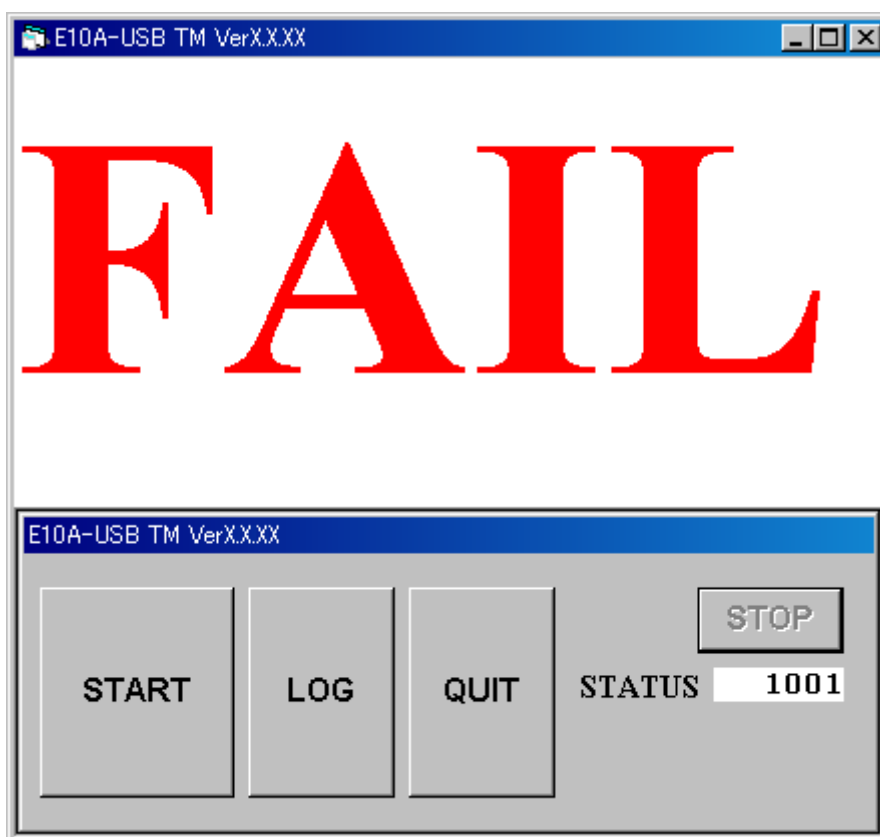 E10A-USB TM VerX.X.XX
FAIL
E10A-USB TM VerX.X.XX
STOP
START LOG QUIT STATUS 1001